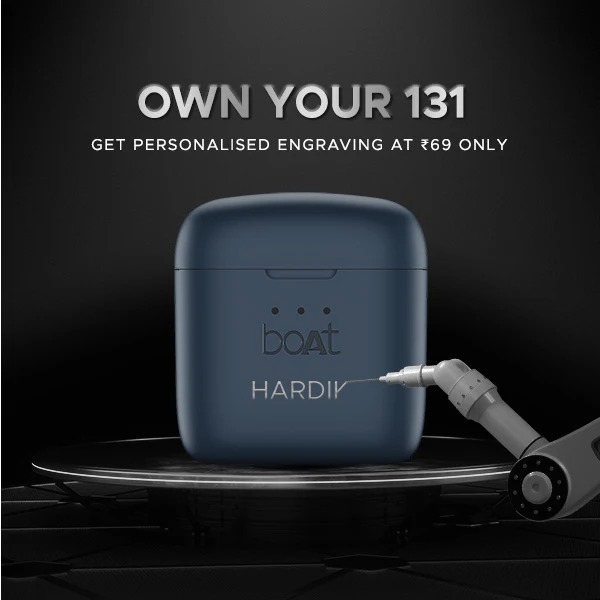 OWN YOUR 131
GET PERSONALISED ENGRAVING AT ₹69 ONLY
boAt
HARDIK